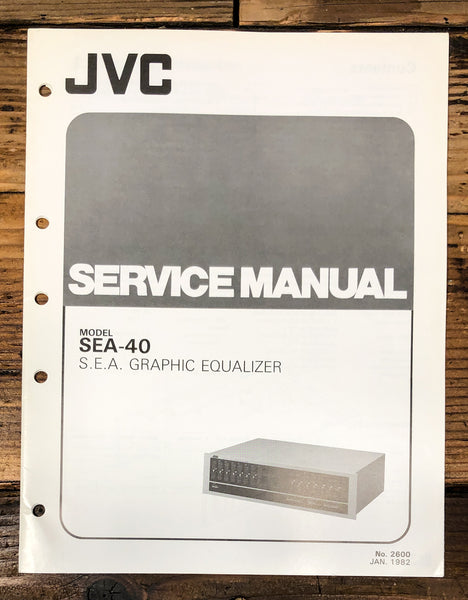 JVC
SERVICE MANUAL
MODEL
SEA-40
S.E.A. GRAPHIC EQUALIZER
No. 2600
JAN. 1982